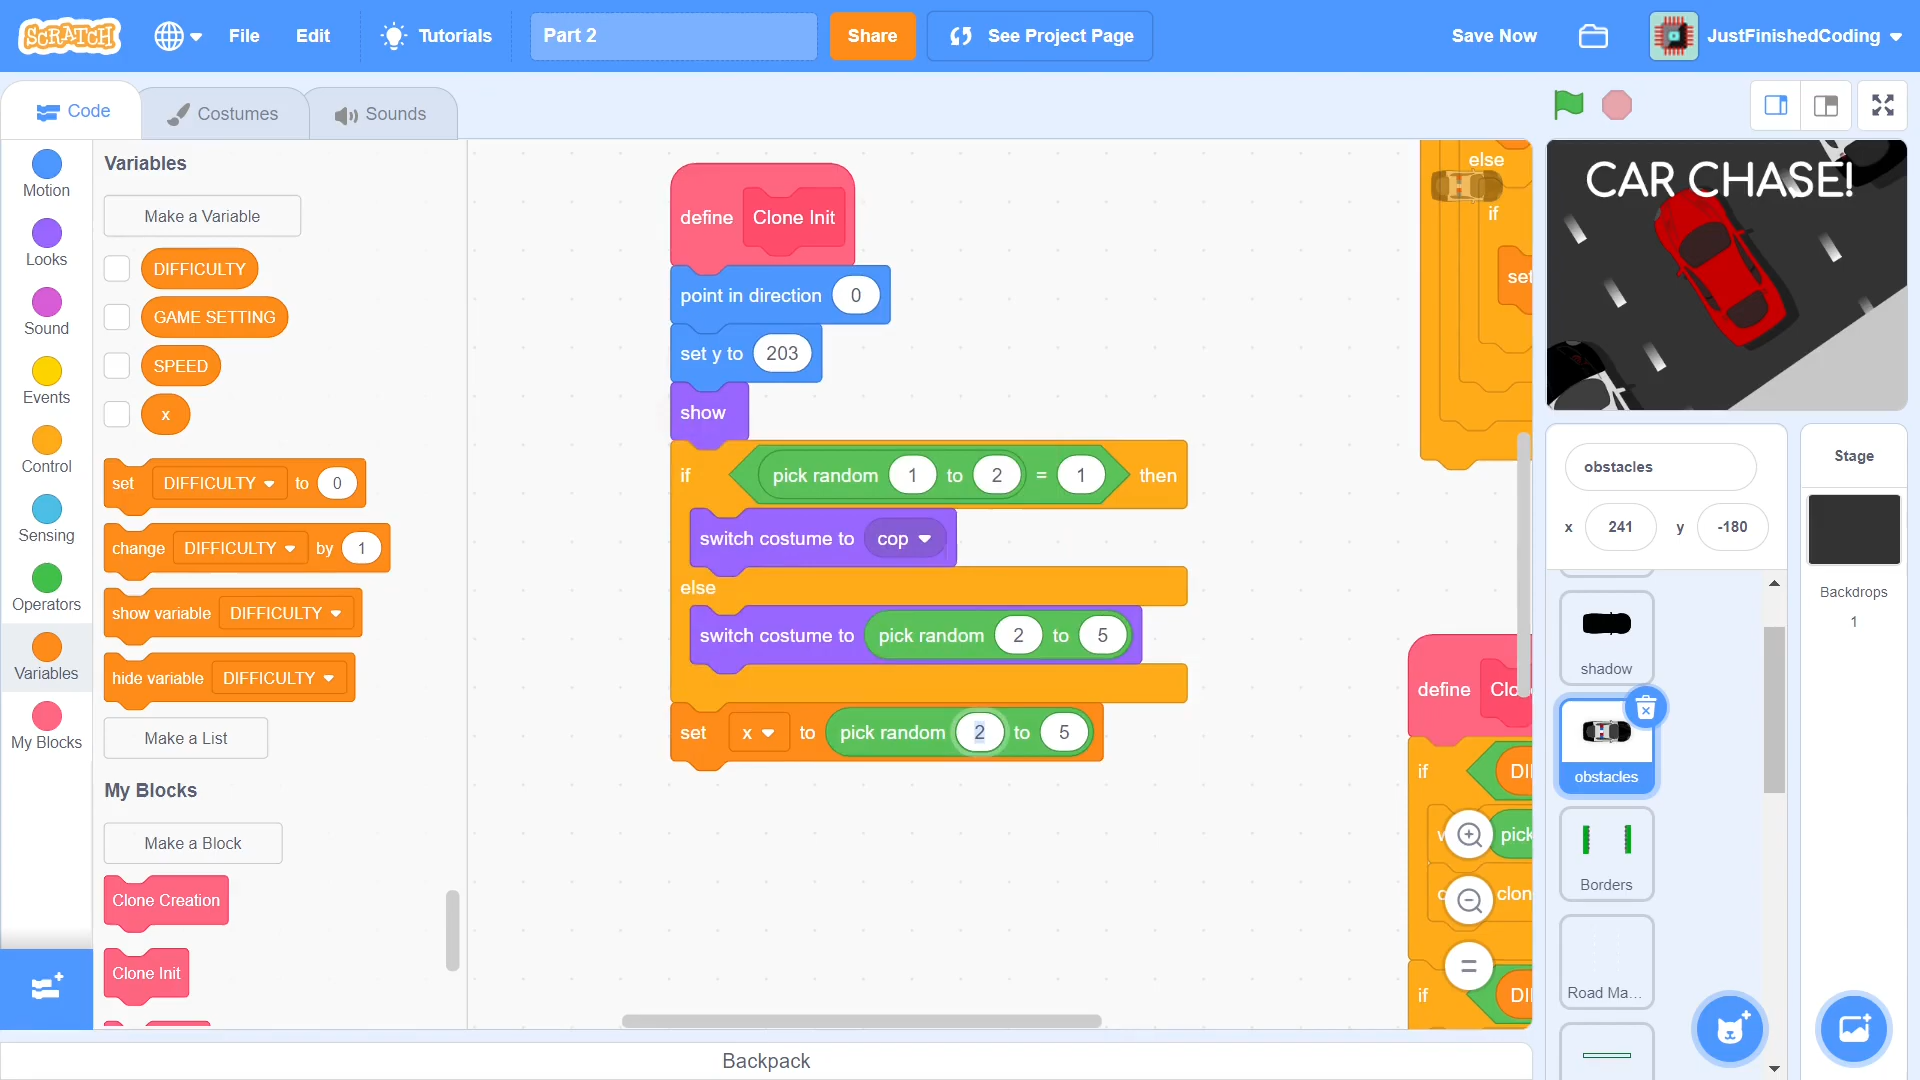 SCRATCH
File
Edit
Tutorials
Part 2
Share
See Project Page
Save Now
JustFinishedCoding
Code
Costumes
Sounds
Motion
Looks
Sound
Events
Control
Sensing
Operators
Variables
My Blocks
Variables
Make a Variable
DIFFICULTY
GAME SETTING
SPEED
x
set DIFFICULTY to 0
change DIFFICULTY by 1
show variable DIFFICULTY
hide variable DIFFICULTY
Make a List
My Blocks
Make a Block
Clone Creation
Clone Init
define Clone Init
point in direction 0
set y to 203
show
if pick random 1 to 2 = 1 then
switch costume to cop
else
switch costume to pick random 2 to 5
set x to pick random 2 to 5
else
if
set
define Clo
if DI
pick
clon
if DI
CAR CHASE!
obstacles
x 241 y -180
shadow
obstacles
Borders
Road Ma...
Stage
Backdrops
1
Backpack